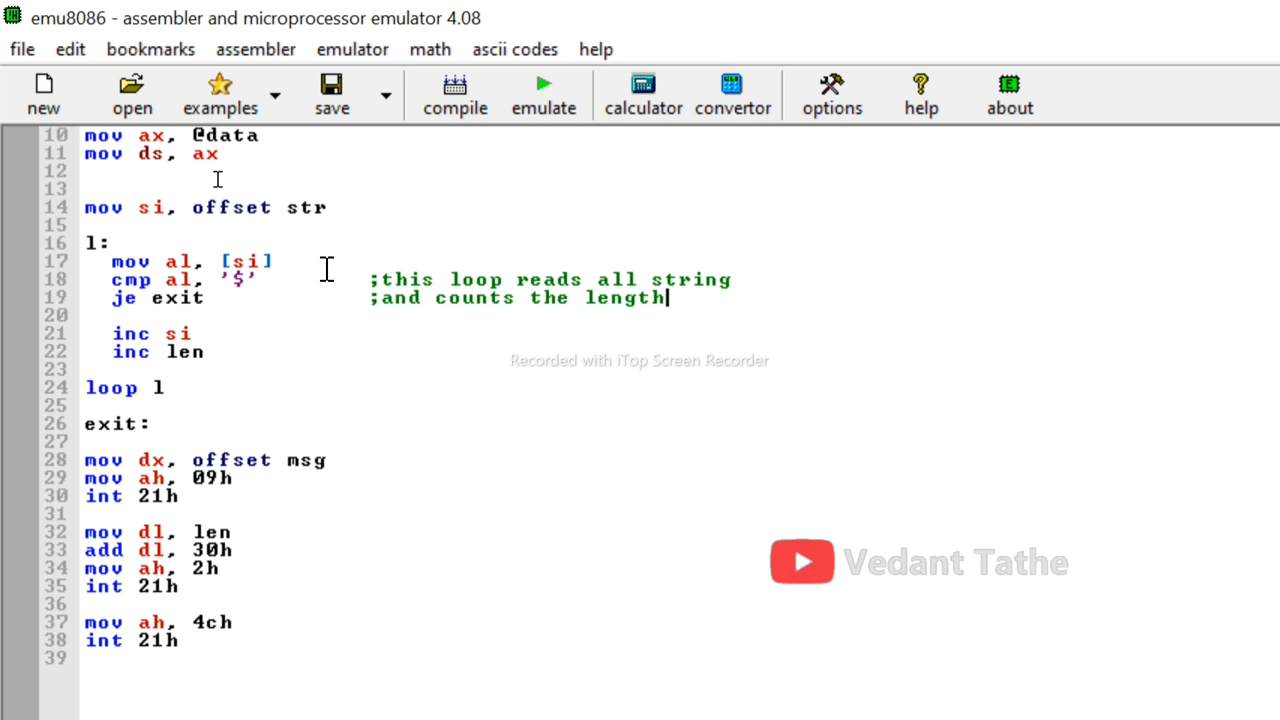 emu8086 - assembler and microprocessor emulator 4.08
file edit bookmarks assembler emulator math ascii codes help
new open examples save compile emulate calculator convertor options help about
10 mov ax, @data
11 mov ds, ax
12
13
14 mov si, offset str
15
16 l:
17 mov al, [si]
18 cmp al, '$' ;this loop reads all string
19 je exit ;and counts the length
20
21 inc si
22 inc len
23
24 loop l
25
26 exit:
27
28 mov dx, offset msg
29 mov ah, 09h
30 int 21h
31
32 mov dl, len
33 add dl, 30h
34 mov ah, 2h
35 int 21h
36
37 mov ah, 4ch
38 int 21h
39
Recorded with iTop Screen Recorder
Vedant Tathe